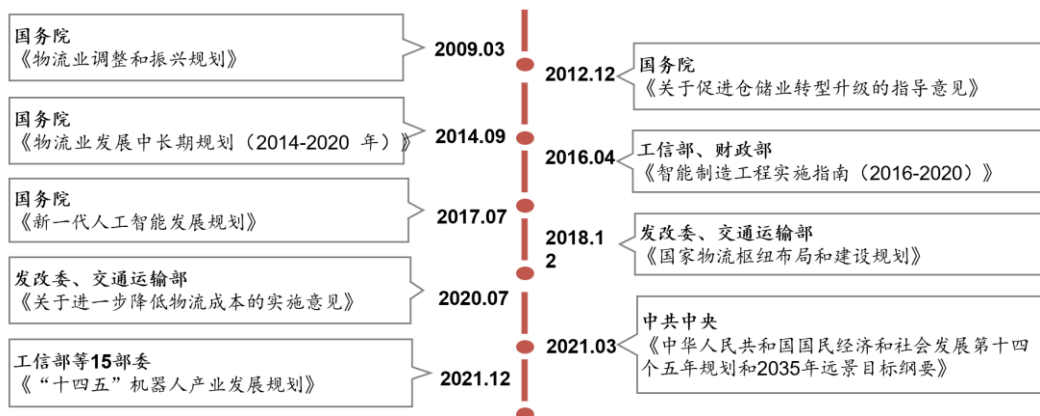 国务院
《物流业调整和振兴规划》
2009.03
2012.12
国务院
《关于促进仓储业转型升级的指导意见》
国务院
《物流业发展中长期规划（2014-2020 年）》
2014.09
2016.04
工信部、财政部
《智能制造工程实施指南（2016-2020）》
国务院
《新一代人工智能发展规划》
2017.07
2018.1
2
发改委、交通运输部
《国家物流枢纽布局和建设规划》
发改委、交通运输部
《关于进一步降低物流成本的实施意见》
2020.07
2021.03
中共中央
《中华人民共和国国民经济和社会发展第十四
个五年规划和2035年远景目标纲要》
工信部等15部委
《“十四五”机器人产业发展规划》
2021.12